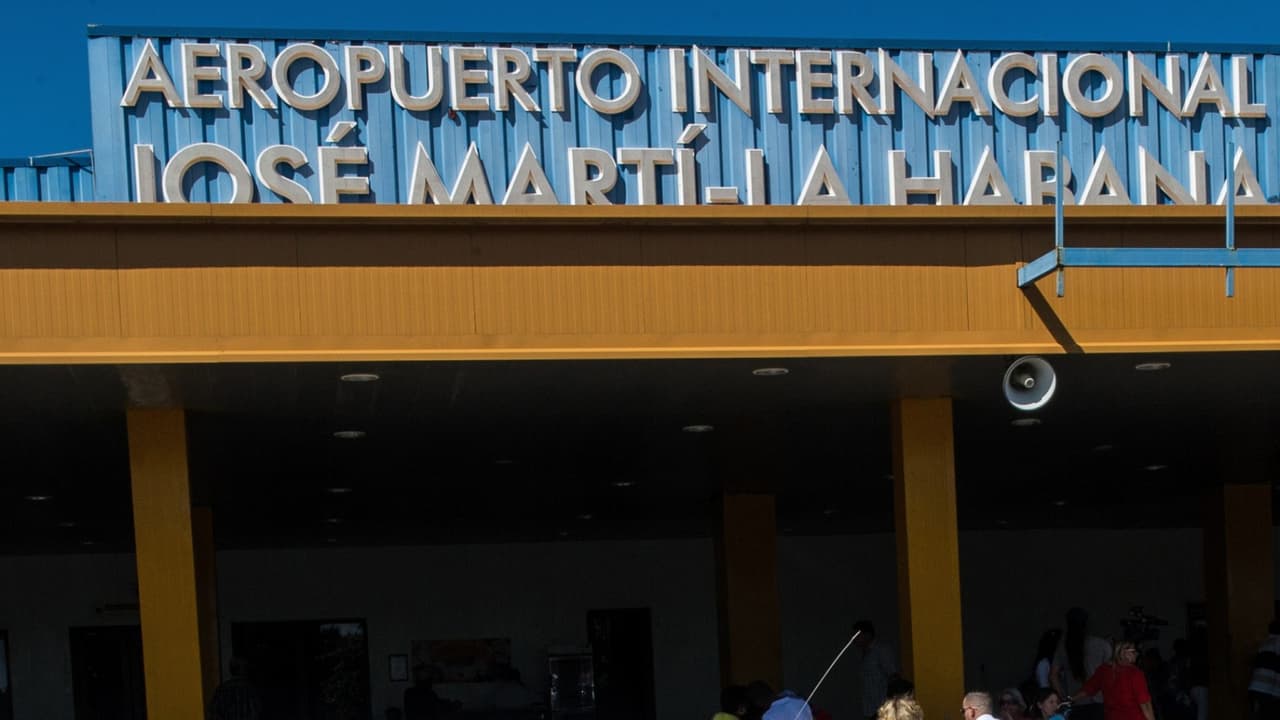 AEROPUERTO INTERNACIONAL
JOSÉ MARTÍ-LA HABANA